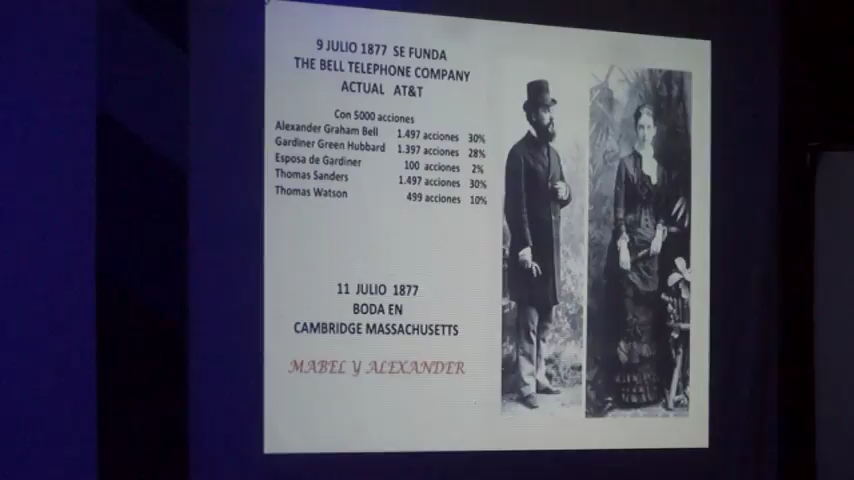 9 JULIO 1877 SE FUNDA
THE BELL TELEPHONE COMPANY
ACTUAL AT&T
Con 5000 acciones
Alexander Graham Bell 1.497 acciones 30%
Gardiner Green Hubbard 1.397 acciones 28%
Esposa de Gardiner 100 acciones 2%
Thomas Sanders 1.497 acciones 30%
Thomas Watson 499 acciones 10%
11 JULIO 1877
BODA EN
CAMBRIDGE MASSACHUSETTS
MABEL Y ALEXANDER